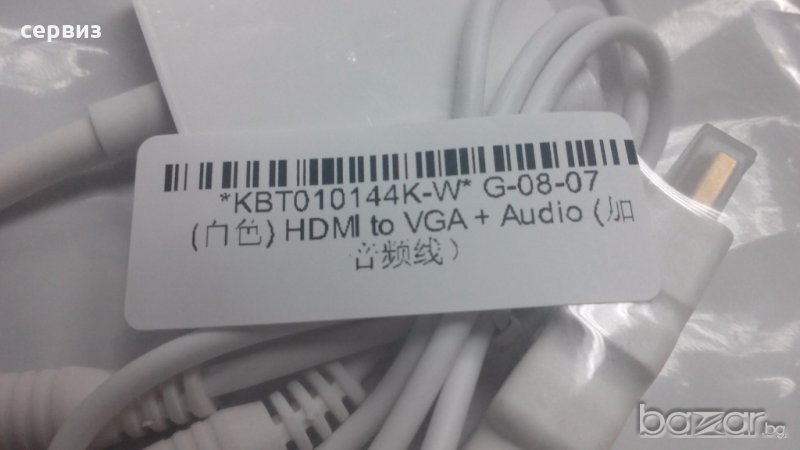 сервиз
*KBT010144K-W* G-08-07
(白色) HDMI to VGA + Audio (加
音频线)
bazar.bg